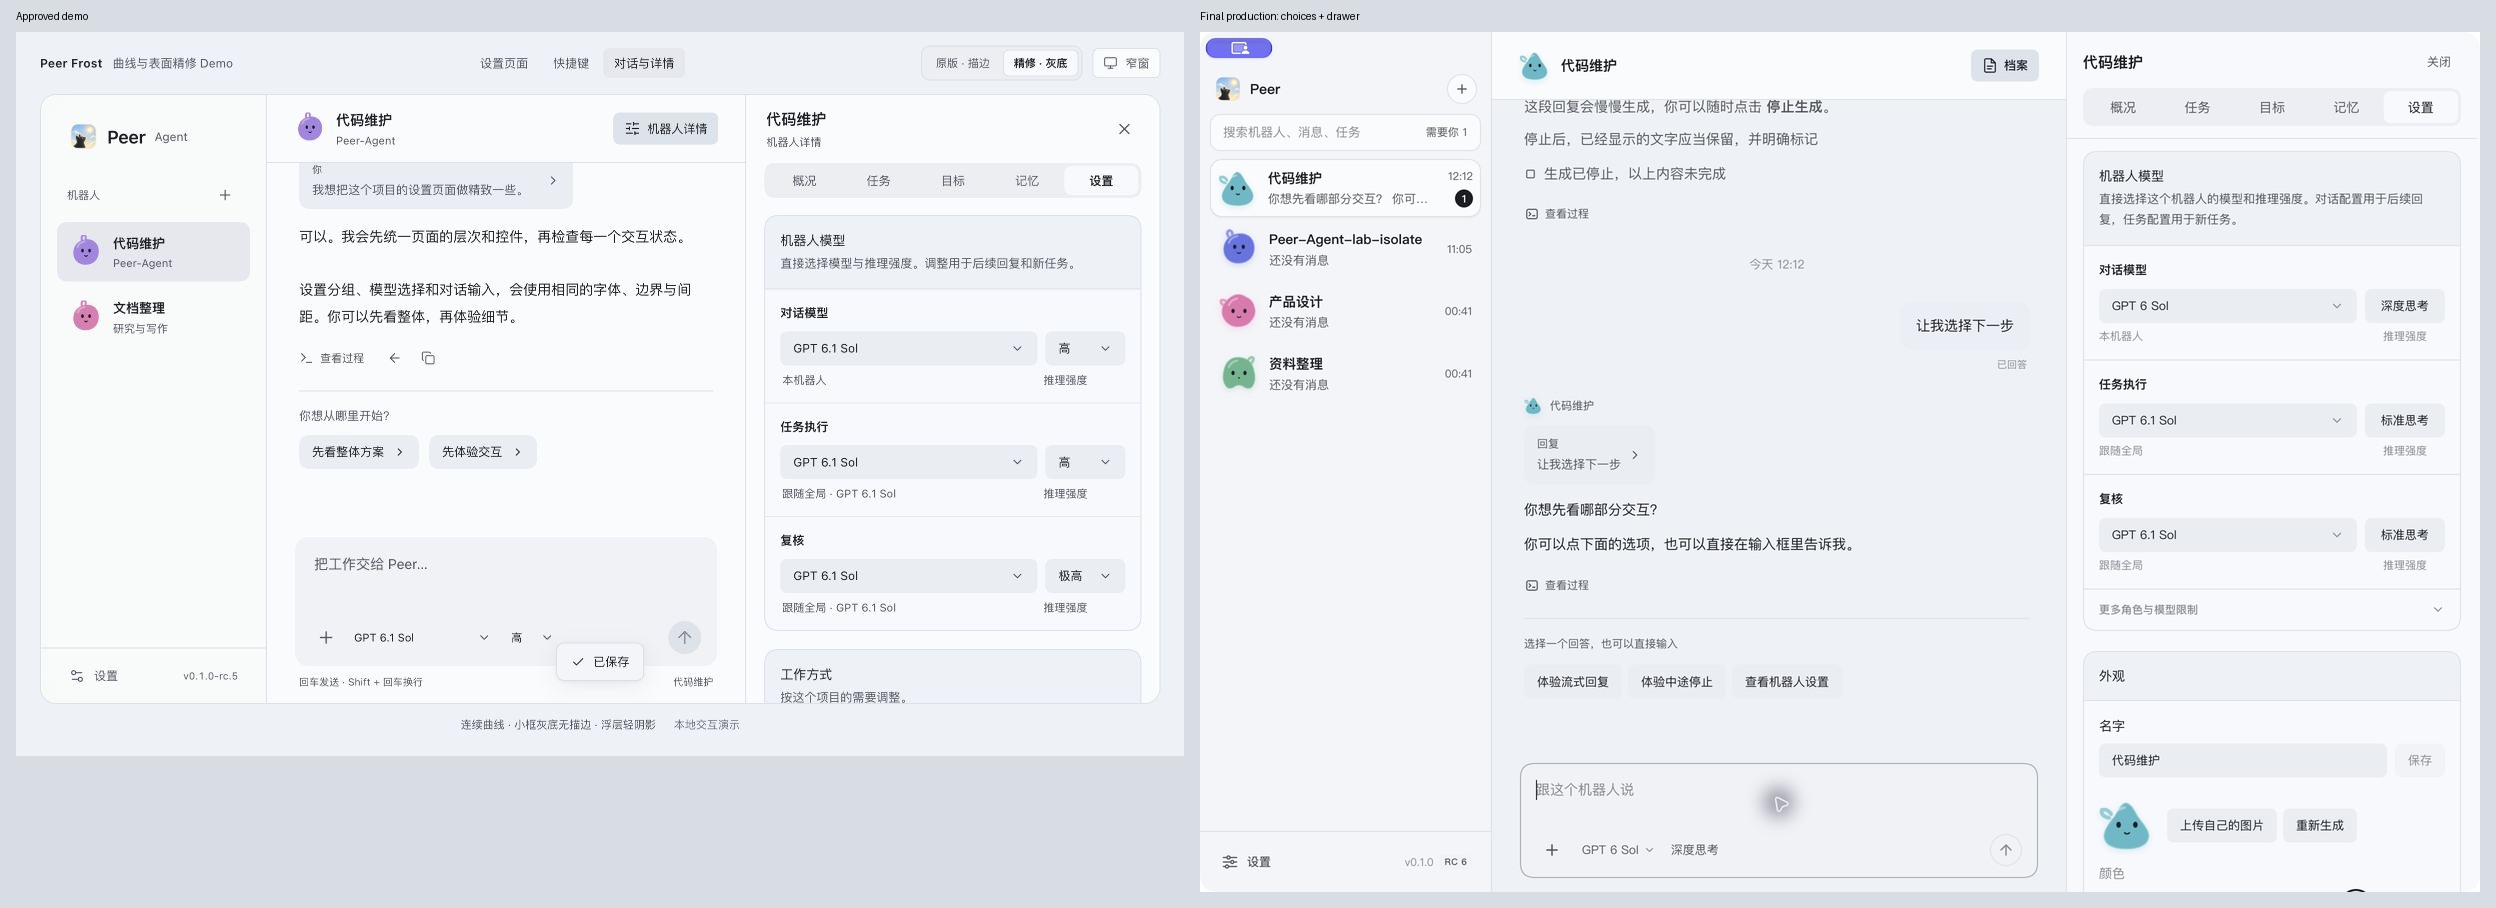 Approved demo
Peer Frost 曲线与表面精修 Demo
设置页面 快捷键 对话与详情
原版 · 描边 精修 · 灰底 窄窗
Peer Agent
机器人
代码维护
Peer-Agent
文档整理
研究与写作
设置 v0.1.0-rc.5
代码维护
Peer-Agent
机器人详情
你
我想把这个项目的设置页面做精致一些。
可以。我会先统一页面的层次和控件，再检查每一个交互状态。
设置分组、模型选择和对话输入，会使用相同的字体、边界与间
距。你可以先看整体，再体验细节。
查看过程
你想从哪里开始？
先看整体方案 先体验交互
把工作交给 Peer...
GPT 6.1 Sol 高
已保存
回车发送 · Shift + 回车换行 代码维护
代码维护
机器人详情
概况 任务 目标 记忆 设置
机器人模型
直接选择模型与推理强度。调整用于后续回复和新任务。
对话模型
GPT 6.1 Sol 高
本机器人 推理强度
任务执行
GPT 6.1 Sol 高
跟随全局 · GPT 6.1 Sol 推理强度
复核
GPT 6.1 Sol 极高
跟随全局 · GPT 6.1 Sol 推理强度
工作方式
按这个项目的需要调整。
连续曲线 · 小框灰底无描边 · 浮层轻阴影 本地交互演示
Final production: choices + drawer
Peer
搜索机器人、消息、任务 需要你 1
代码维护 12:12
你想先看哪部分交互？ 你可... 1
Peer-Agent-lab-isolate 11:05
还没有消息
产品设计 00:41
还没有消息
资料整理 00:41
还没有消息
设置 v0.1.0 RC 6
代码维护 档案
这段回复会慢慢生成，你可以随时点击 停止生成。
停止后，已经显示的文字应当保留，并明确标记
生成已停止，以上内容未完成
查看过程
今天 12:12
让我选择下一步
已回答
代码维护
回复
让我选择下一步
你想先看哪部分交互？
你可以点下面的选项，也可以直接在输入框里告诉我。
查看过程
选择一个回答，也可以直接输入
体验流式回复 体验中途停止 查看机器人设置
跟这个机器人说
GPT 6 Sol 深度思考
代码维护 关闭
概况 任务 目标 记忆 设置
机器人模型
直接选择这个机器人的模型和推理强度。对话配置用于后续回
复，任务配置用于新任务。
对话模型
GPT 6 Sol 深度思考
本机器人 推理强度
任务执行
GPT 6.1 Sol 标准思考
跟随全局 推理强度
复核
GPT 6.1 Sol 标准思考
跟随全局 推理强度
更多角色与模型限制
外观
名字
代码维护 保存
上传自己的图片 重新生成
颜色